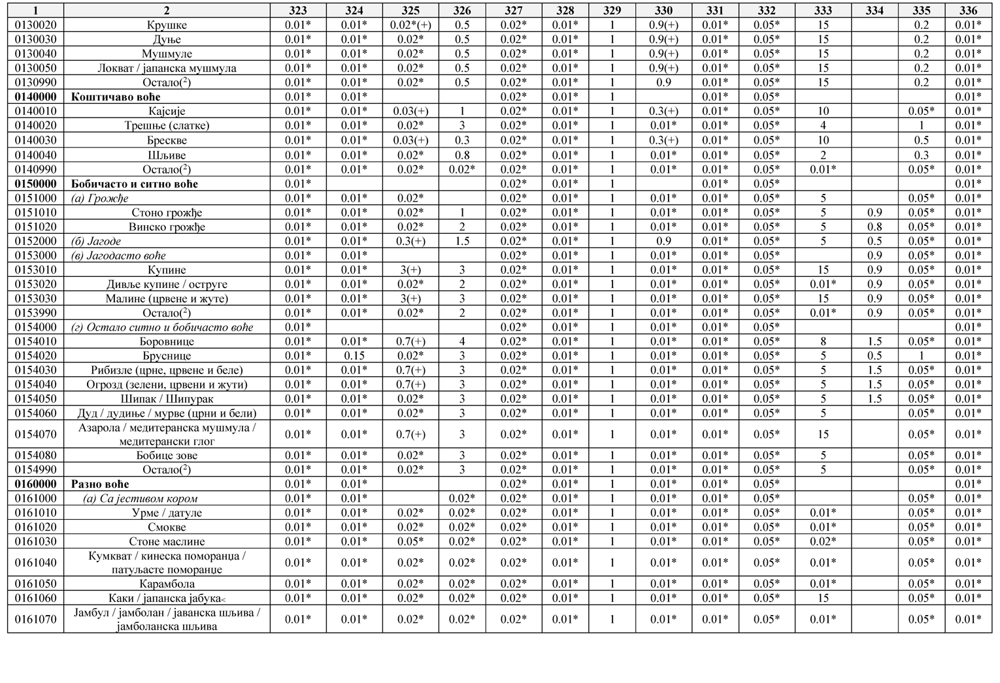 1 2 323 324 325 326 327 328 329 330 331 332 333 334 335 336
0130020 Крушке 0.01* 0.01* 0.02*(+) 0.5 0.02* 0.01* 1 0.9(+) 0.01* 0.05* 15 0.2 0.01*
0130030 Дуње 0.01* 0.01* 0.02* 0.5 0.02* 0.01* 1 0.9(+) 0.01* 0.05* 15 0.2 0.01*
0130040 Мушмуле 0.01* 0.01* 0.02* 0.5 0.02* 0.01* 1 0.9(+) 0.01* 0.05* 15 0.2 0.01*
0130050 Локват / јапанска мушмула 0.01* 0.01* 0.02* 0.5 0.02* 0.01* 1 0.9(+) 0.01* 0.05* 15 0.2 0.01*
0130990 Остало(2) 0.01* 0.01* 0.02* 0.5 0.02* 0.01* 1 0.9 0.01* 0.05* 15 0.2 0.01*
0140000 Коштичаво воће 0.01* 0.01* 0.02* 0.01* 1 0.01* 0.05* 0.01*
0140010 Кајсије 0.01* 0.01* 0.03(+) 1 0.02* 0.01* 1 0.3(+) 0.01* 0.05* 10 0.05* 0.01*
0140020 Трешње (слатке) 0.01* 0.01* 0.02* 3 0.02* 0.01* 1 0.01* 0.01* 0.05* 4 1 0.01*
0140030 Брескве 0.01* 0.01* 0.03(+) 0.3 0.02* 0.01* 1 0.3(+) 0.01* 0.05* 10 0.5 0.01*
0140040 Шљиве 0.01* 0.01* 0.02* 0.8 0.02* 0.01* 1 0.01* 0.01* 0.05* 2 0.3 0.01*
0140990 Остало(2) 0.01* 0.01* 0.02* 0.02* 0.02* 0.01* 1 0.01* 0.01* 0.05* 0.01* 0.05* 0.01*
0150000 Бобичасто и ситно воће 0.01* 0.02* 0.01* 1 0.01* 0.05* 0.01*
0151000 (а) Грожђе 0.01* 0.01* 0.02* 0.02* 0.01* 1 0.01* 0.01* 0.05* 5 0.05* 0.01*
0151010 Стоно грожђе 0.01* 0.01* 0.02* 1 0.02* 0.01* 1 0.01* 0.01* 0.05* 5 0.9 0.05* 0.01*
0151020 Винско грожђе 0.01* 0.01* 0.02* 2 0.02* 0.01* 1 0.01* 0.01* 0.05* 5 0.8 0.05* 0.01*
0152000 (б) Јагоде 0.01* 0.01* 0.3(+) 1.5 0.02* 0.01* 1 0.9 0.01* 0.05* 5 0.5 0.05* 0.01*
0153000 (в) Јагодасто воће 0.01* 0.01* 0.02* 0.01* 1 0.01* 0.01* 0.05* 0.9 0.05* 0.01*
0153010 Купине 0.01* 0.01* 3(+) 3 0.02* 0.01* 1 0.01* 0.01* 0.05* 15 0.9 0.05* 0.01*
0153020 Дивље купине / оструге 0.01* 0.01* 0.02* 2 0.02* 0.01* 1 0.01* 0.01* 0.05* 0.01* 0.9 0.05* 0.01*
0153030 Малине (црвене и жуте) 0.01* 0.01* 3(+) 3 0.02* 0.01* 1 0.01* 0.01* 0.05* 15 0.9 0.05* 0.01*
0153990 Остало(2) 0.01* 0.01* 0.02* 2 0.02* 0.01* 1 0.01* 0.01* 0.05* 0.01* 0.9 0.05* 0.01*
0154000 (г) Остало ситно и бобичасто воће 0.01* 0.02* 0.01* 1 0.01* 0.01* 0.05* 0.01*
0154010 Боровнице 0.01* 0.01* 0.7(+) 4 0.02* 0.01* 1 0.01* 0.01* 0.05* 8 1.5 0.05* 0.01*
0154020 Бруснице 0.01* 0.15 0.02* 3 0.02* 0.01* 1 0.01* 0.01* 0.05* 5 0.5 1 0.01*
0154030 Рибизле (црне, црвене и беле) 0.01* 0.01* 0.7(+) 3 0.02* 0.01* 1 0.01* 0.01* 0.05* 5 1.5 0.05* 0.01*
0154040 Огрозд (зелени, црвени и жути) 0.01* 0.01* 0.7(+) 3 0.02* 0.01* 1 0.01* 0.01* 0.05* 5 1.5 0.05* 0.01*
0154050 Шипак / Шипурак 0.01* 0.01* 0.02* 3 0.02* 0.01* 1 0.01* 0.01* 0.05* 5 1.5 0.05* 0.01*
0154060 Дуд / дудиње / мурве (црни и бели) 0.01* 0.01* 0.02* 3 0.02* 0.01* 1 0.01* 0.01* 0.05* 5 0.05* 0.01*
Азарола / медитеранска мушмула /
0154070 медитерански глог 0.01* 0.01* 0.7(+) 3 0.02* 0.01* 1 0.01* 0.01* 0.05* 15 0.05* 0.01*
0154080 Бобице зове 0.01* 0.01* 0.02* 3 0.02* 0.01* 1 0.01* 0.01* 0.05* 5 0.05* 0.01*
0154990 Остало(2) 0.01* 0.01* 0.02* 3 0.02* 0.01* 1 0.01* 0.01* 0.05* 5 0.05* 0.01*
0160000 Разно воће 0.01* 0.01* 0.02* 0.01* 1 0.01* 0.01* 0.05* 0.01*
0161000 (а) Са јестивом кором 0.01* 0.01* 0.02* 0.02* 0.01* 1 0.01* 0.01* 0.05* 0.05* 0.01*
0161010 Урме / датуле 0.01* 0.01* 0.02* 0.02* 0.02* 0.01* 1 0.01* 0.01* 0.05* 0.01* 0.05* 0.01*
0161020 Смокве 0.01* 0.01* 0.02* 0.02* 0.02* 0.01* 1 0.01* 0.01* 0.05* 0.01* 0.05* 0.01*
0161030 Стоне маслине 0.01* 0.01* 0.05* 0.02* 0.02* 0.01* 1 0.01* 0.01* 0.05* 0.02* 0.05* 0.01*
Кумкват / кинеска поморанџа /
0161040 патуљасте поморанџе 0.01* 0.01* 0.02* 0.02* 0.02* 0.01* 1 0.01* 0.01* 0.05* 0.01* 0.05* 0.01*
0161050 Карамбола 0.01* 0.01* 0.02* 0.02* 0.02* 0.01* 1 0.01* 0.01* 0.05* 0.01* 0.05* 0.01*
0161060 Каки / јапанска јабука< 0.01* 0.01* 0.02* 0.02* 0.02* 0.01* 1 0.01* 0.01* 0.05* 15 0.05* 0.01*
Јамбул / јамболан / јаванска шљива /
0161070 јамболанска шљива 0.01* 0.01* 0.02* 0.02* 0.02* 0.01* 1 0.01* 0.01* 0.05* 0.01* 0.05* 0.01*